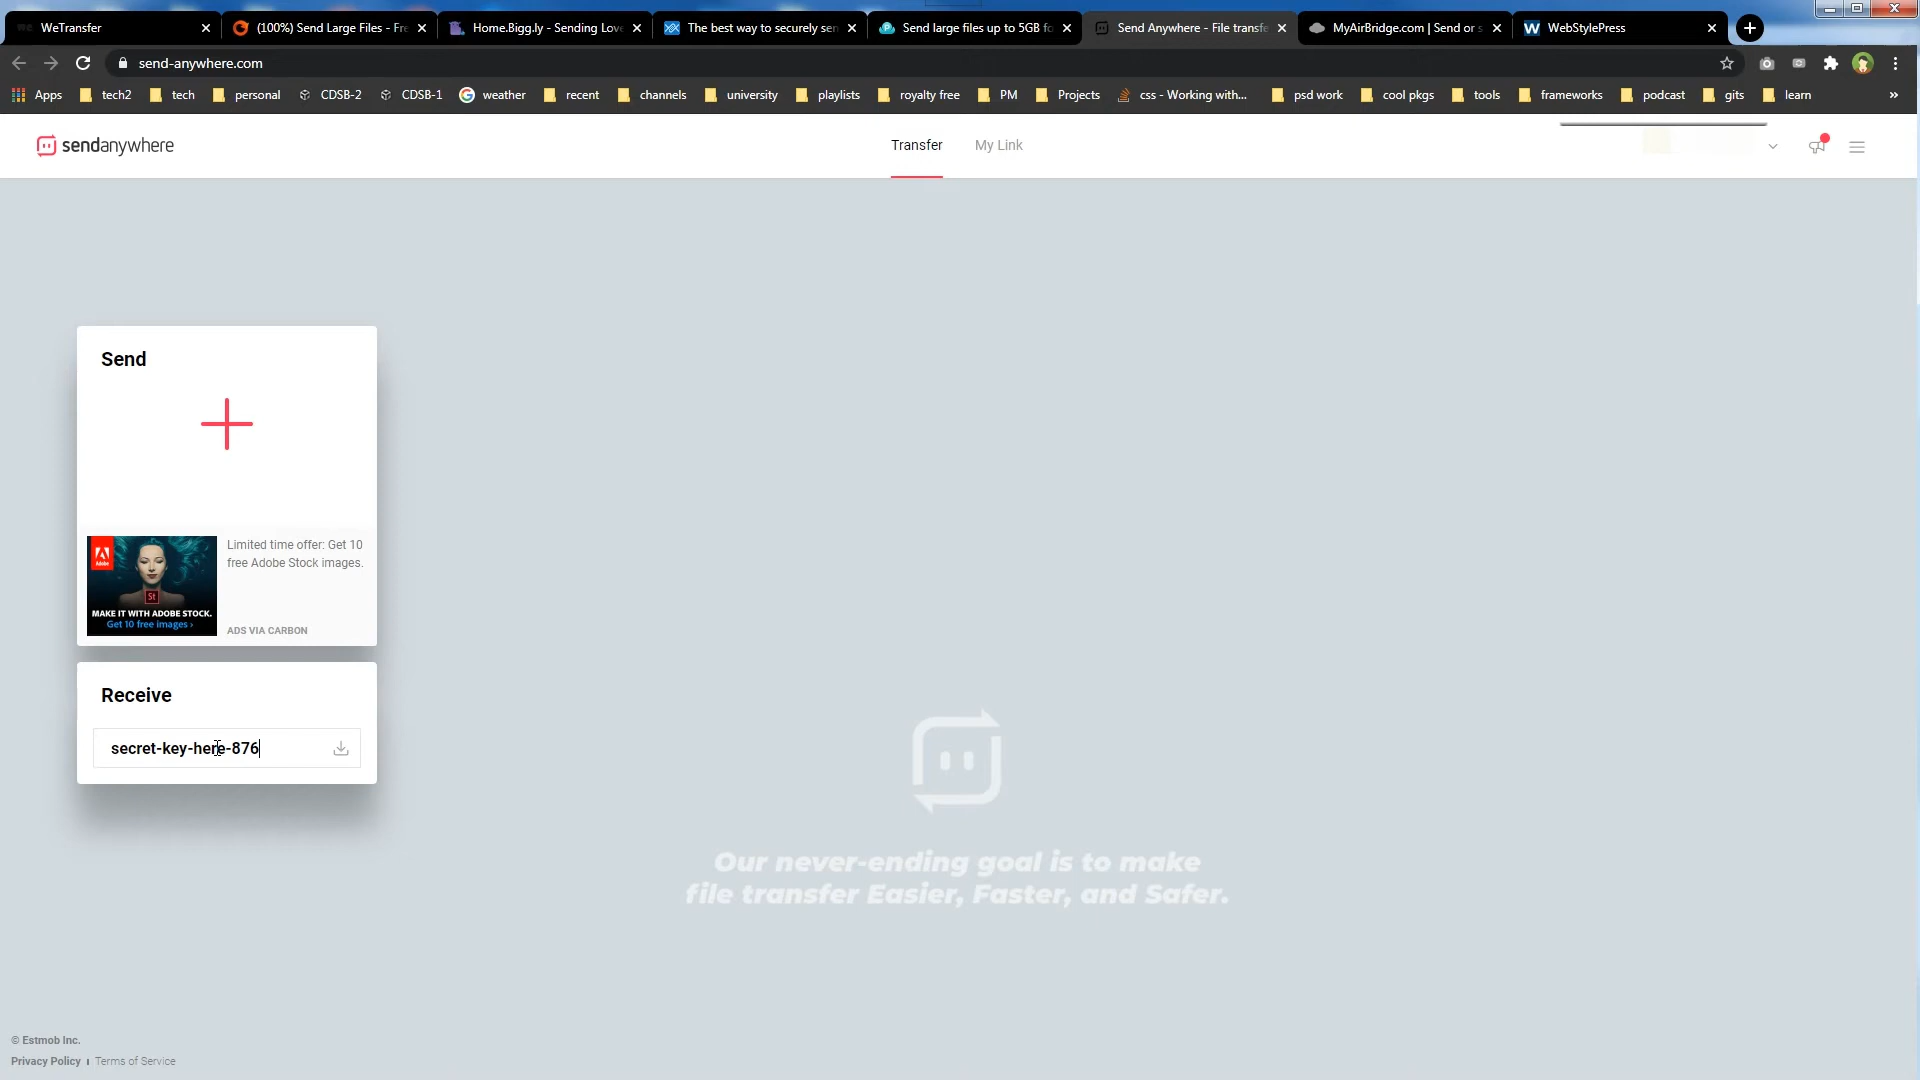 WeTransfer
(100%) Send Large Files - Fre
Home.Bigg.ly - Sending Love
The best way to securely sen
Send large files up to 5GB fo
Send Anywhere - File transfe
MyAirBridge.com | Send or s
W WebStylePress
send-anywhere.com
Apps
tech2
tech
personal
CDSB-2
CDSB-1
weather
recent
channels
university
playlists
royalty free
PM
Projects
css - Working with...
psd work
cool pkgs
tools
frameworks
podcast
gits
learn
»
sendanywhere
Transfer
My Link
Send
Adobe
St
MAKE IT WITH ADOBE STOCK.
Get 10 free images ›
Limited time offer: Get 10
free Adobe Stock images.
ADS VIA CARBON
Receive
secret-key-here-876
Our never-ending goal is to make
file transfer Easier, Faster, and Safer.
© Estmob Inc.
Privacy Policy ı Terms of Service